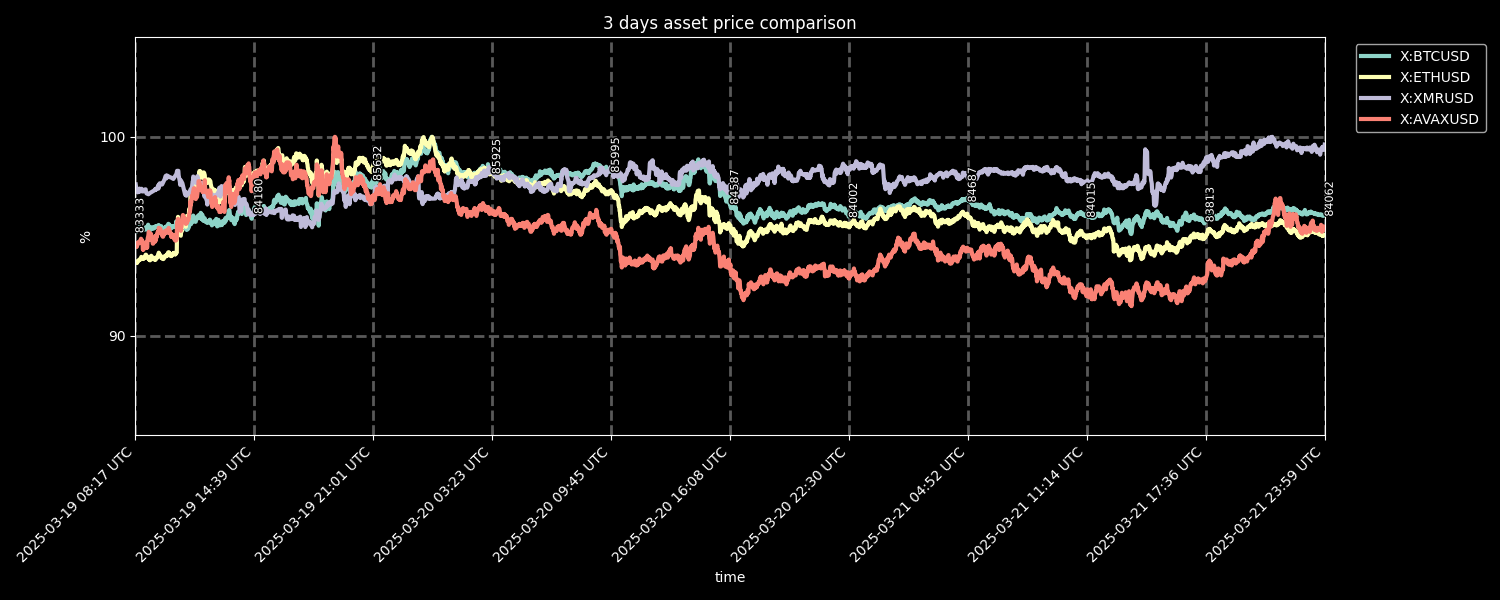 3 days asset price comparison
X:BTCUSD
X:ETHUSD
X:XMRUSD
X:AVAXUSD
100
90
%
83337
84180
85632
85925
85995
84587
84002
84687
84015
83813
84062
2025-03-19 08:17 UTC
2025-03-19 14:39 UTC
2025-03-19 21:01 UTC
2025-03-20 03:23 UTC
2025-03-20 09:45 UTC
2025-03-20 16:08 UTC
2025-03-20 22:30 UTC
2025-03-21 04:52 UTC
2025-03-21 11:14 UTC
2025-03-21 17:36 UTC
2025-03-21 23:59 UTC
time